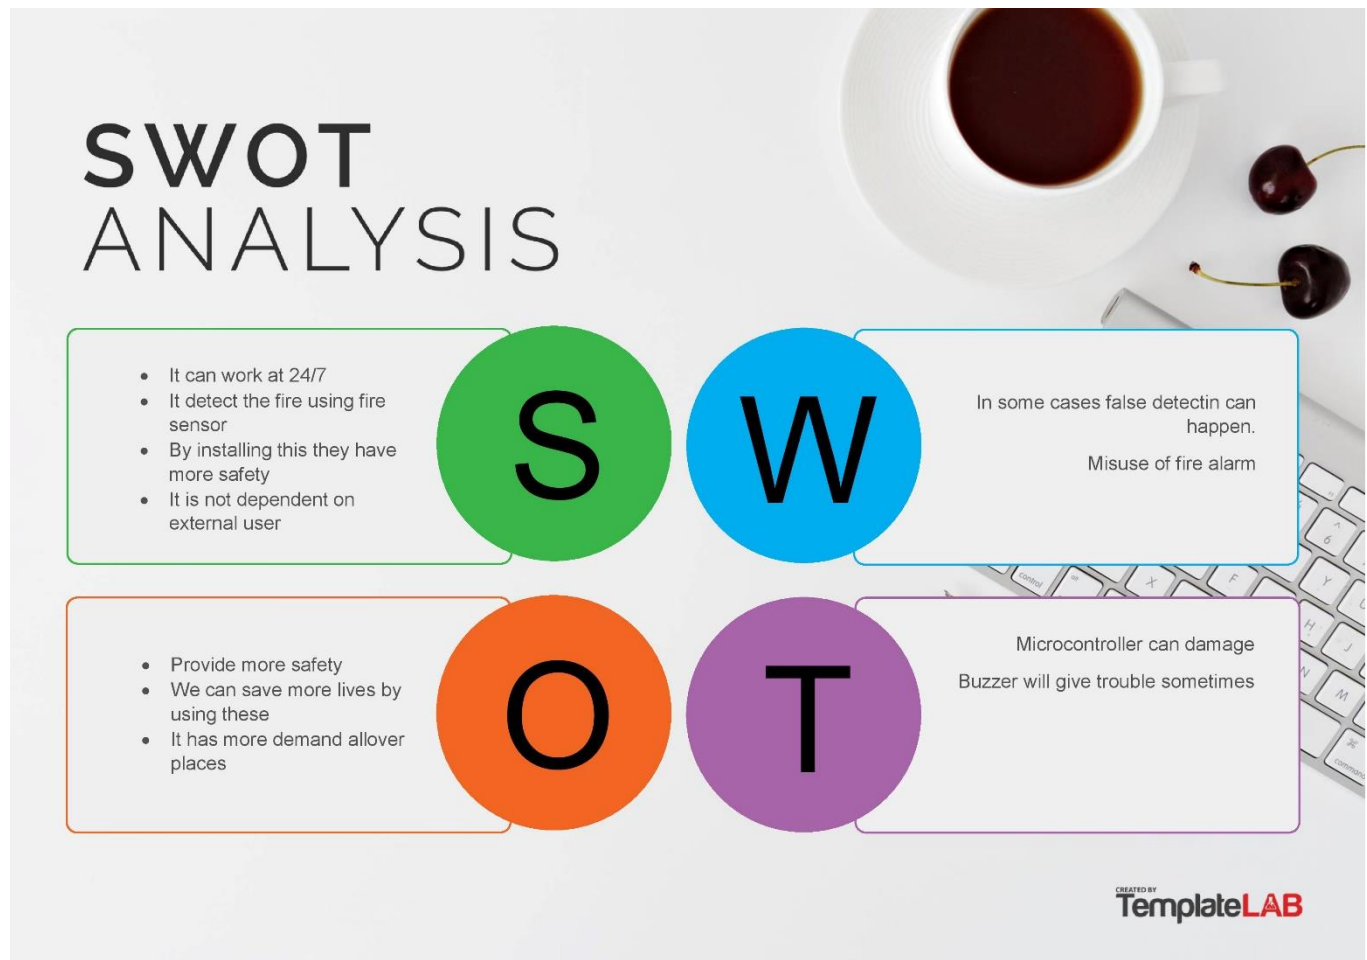 SWOT
ANALYSIS
• It can work at 24/7
• It detect the fire using fire
sensor
• By installing this they have
more safety
• It is not dependent on
external user
S
W
In some cases false detectin can
happen.
Misuse of fire alarm
• Provide more safety
• We can save more lives by
using these
• It has more demand allover
places
O
T
Microcontroller can damage
Buzzer will give trouble sometimes
6
control
X
F
Y
H
J
N
M
command
CREATED BY
TemplateLAB